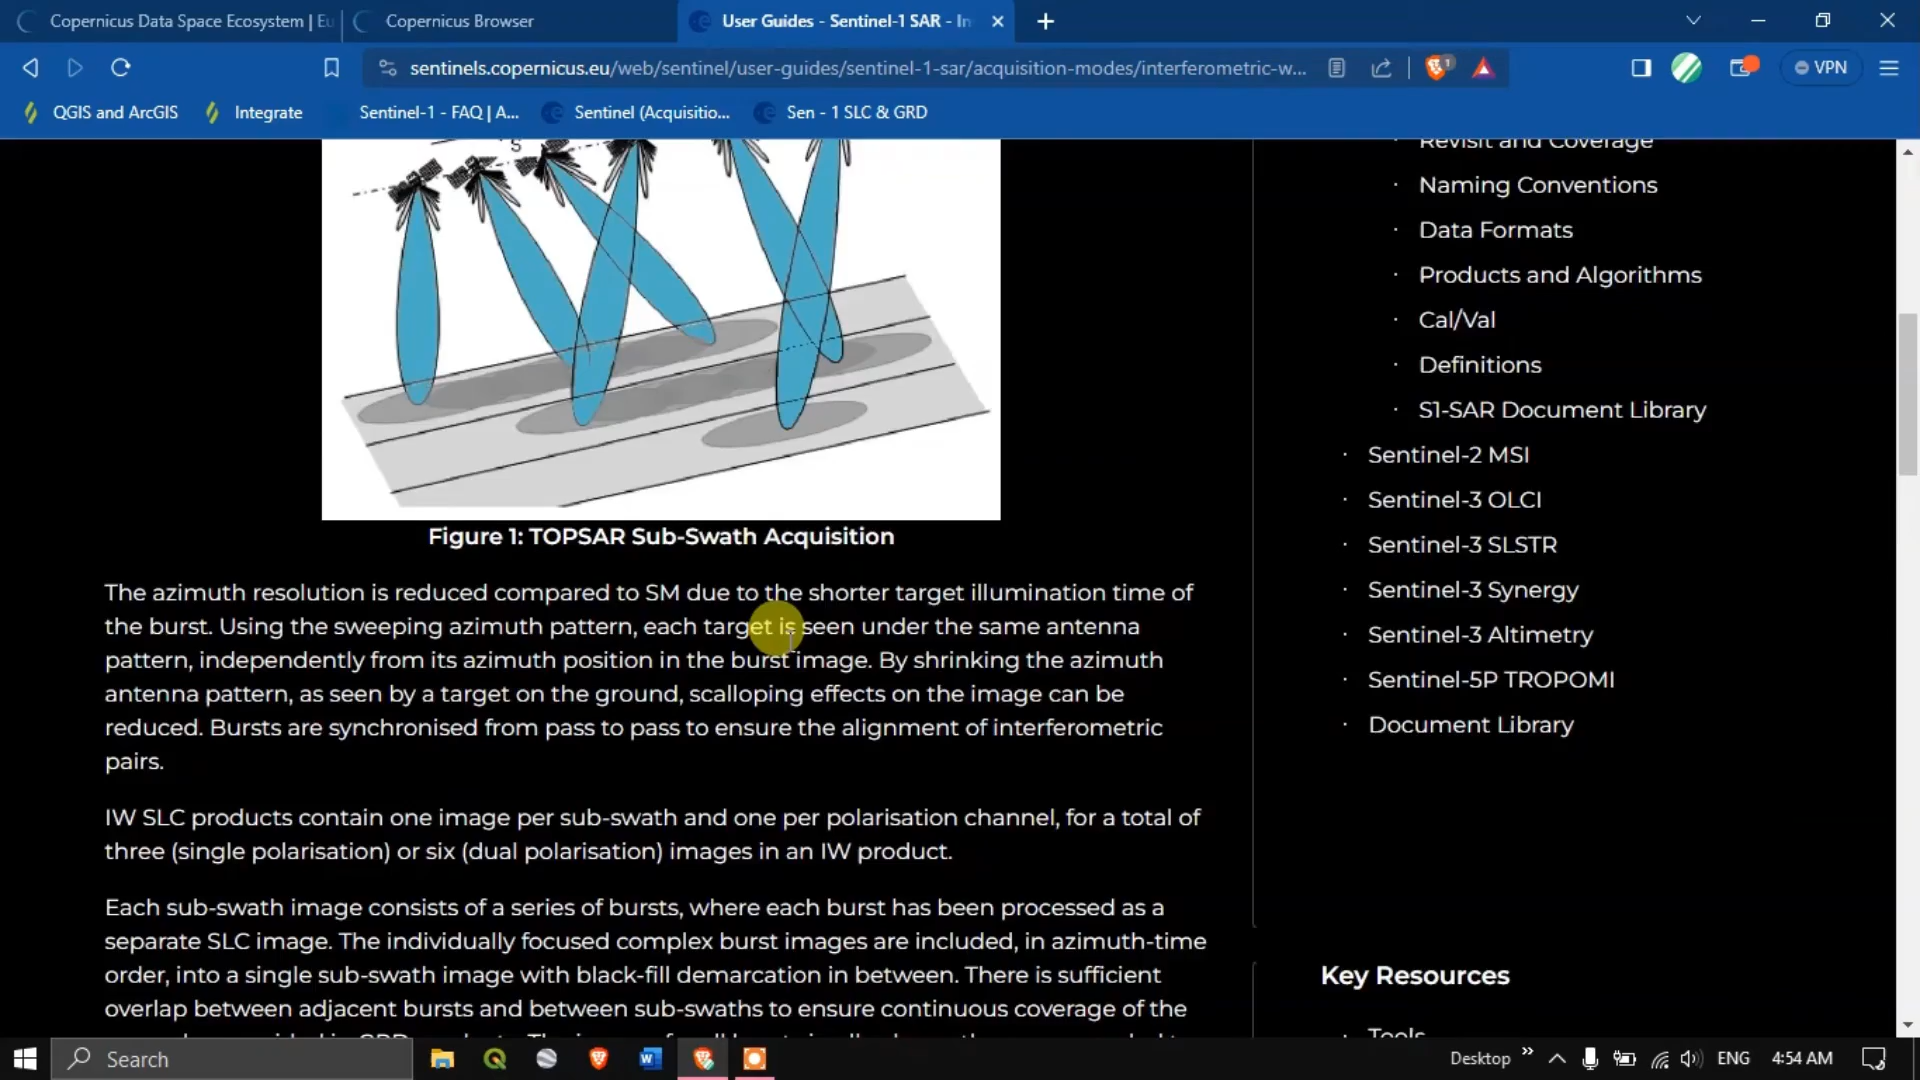 Copernicus Data Space Ecosystem | Eu
Copernicus Browser
User Guides - Sentinel-1 SAR - In
sentinels.copernicus.eu/web/sentinel/user-guides/sentinel-1-sar/acquisition-modes/interferometric-w...
1
VPN
QGIS and ArcGIS
Integrate
Sentinel-1 - FAQ | A...
Sentinel (Acquisitio...
Sen - 1 SLC & GRD
S
Figure 1: TOPSAR Sub-Swath Acquisition
The azimuth resolution is reduced compared to SM due to the shorter target illumination time of
the burst. Using the sweeping azimuth pattern, each target is seen under the same antenna
pattern, independently from its azimuth position in the burst image. By shrinking the azimuth
antenna pattern, as seen by a target on the ground, scalloping effects on the image can be
reduced. Bursts are synchronised from pass to pass to ensure the alignment of interferometric
pairs.
IW SLC products contain one image per sub-swath and one per polarisation channel, for a total of
three (single polarisation) or six (dual polarisation) images in an IW product.
Each sub-swath image consists of a series of bursts, where each burst has been processed as a
separate SLC image. The individually focused complex burst images are included, in azimuth-time
order, into a single sub-swath image with black-fill demarcation in between. There is sufficient
overlap between adjacent bursts and between sub-swaths to ensure continuous coverage of the
Revisit and Coverage
Naming Conventions
Data Formats
Products and Algorithms
Cal/Val
Definitions
S1-SAR Document Library
Sentinel-2 MSI
Sentinel-3 OLCI
Sentinel-3 SLSTR
Sentinel-3 Synergy
Sentinel-3 Altimetry
Sentinel-5P TROPOMI
Document Library
Key Resources
Tools
Search
Desktop
ENG
4:54 AM